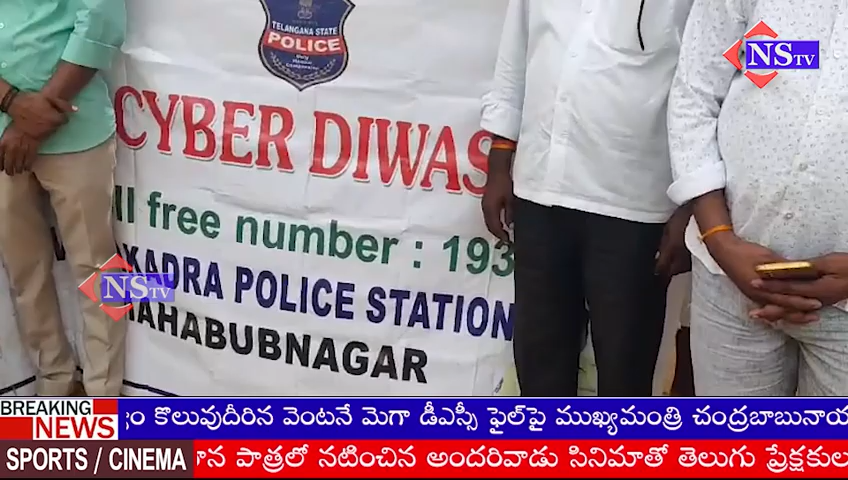 TELANGANA STATE
POLICE
NSTV
CYBER DIWAS
ll free number : 193
KADRA POLICE STATION
NSTV
MAHABUBNAGAR
BREAKING
NEWS
కొలువుదీరిన వెంటనే మెగా డీఎస్సీ ఫైల్‌పై ముఖ్యమంత్రి చంద్రబాబునాయ
SPORTS / CINEMA
పాత్రలో నటించిన అందరివాడు సినిమాతో తెలుగు ప్రేక్షకుల